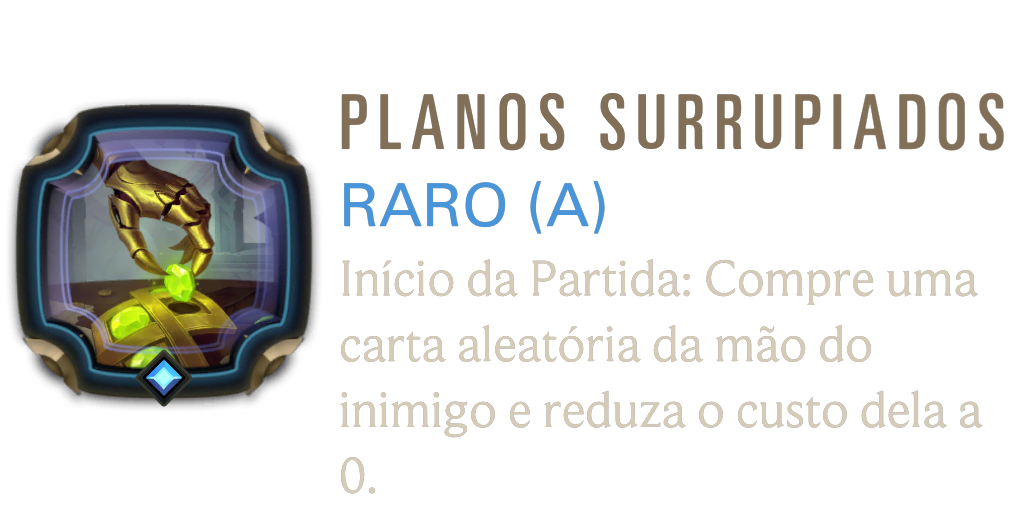 PLANOS SURRUPIADOS
RARO (A)
Início da Partida: Compre uma
carta aleatória da mão do
inimigo e reduza o custo dela a
0.